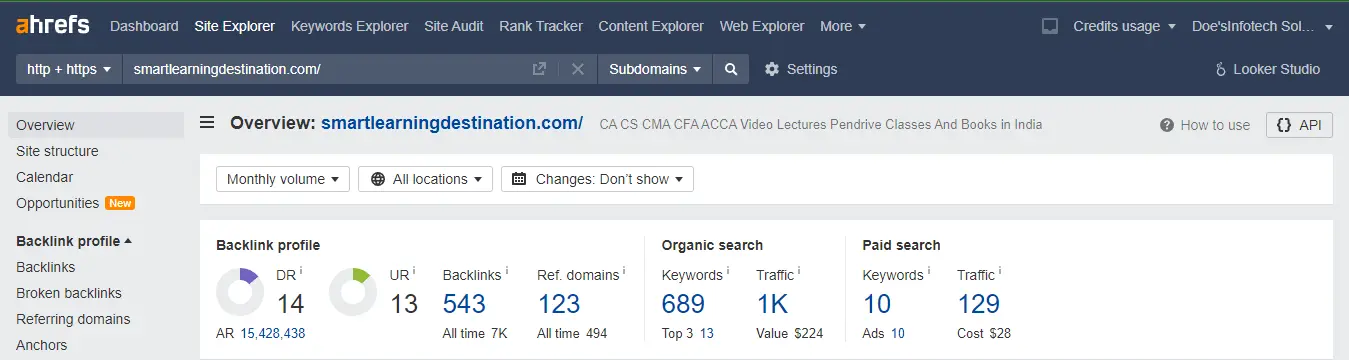 ahrefs Dashboard Site Explorer Keywords Explorer Site Audit Rank Tracker Content Explorer Web Explorer More Credits usage Doe'sInfotech Sol...
http + https smartlearningdestination.com/ Subdomains Settings Looker Studio
Overview
Site structure
Calendar
Opportunities New
Backlink profile
Backlinks
Broken backlinks
Referring domains
Anchors
Overview: smartlearningdestination.com/ CA CS CMA CFA ACCA Video Lectures Pendrive Classes And Books in India ? How to use {} API
Monthly volume All locations Changes: Don't show
Backlink profile
DR i UR i Backlinks i Ref. domains i
14 13 543 123
AR 15,428,438 All time 7K All time 494
Organic search
Keywords i Traffic i
689 1K
Top 3 13 Value $224
Paid search
Keywords i Traffic i
10 129
Ads 10 Cost $28